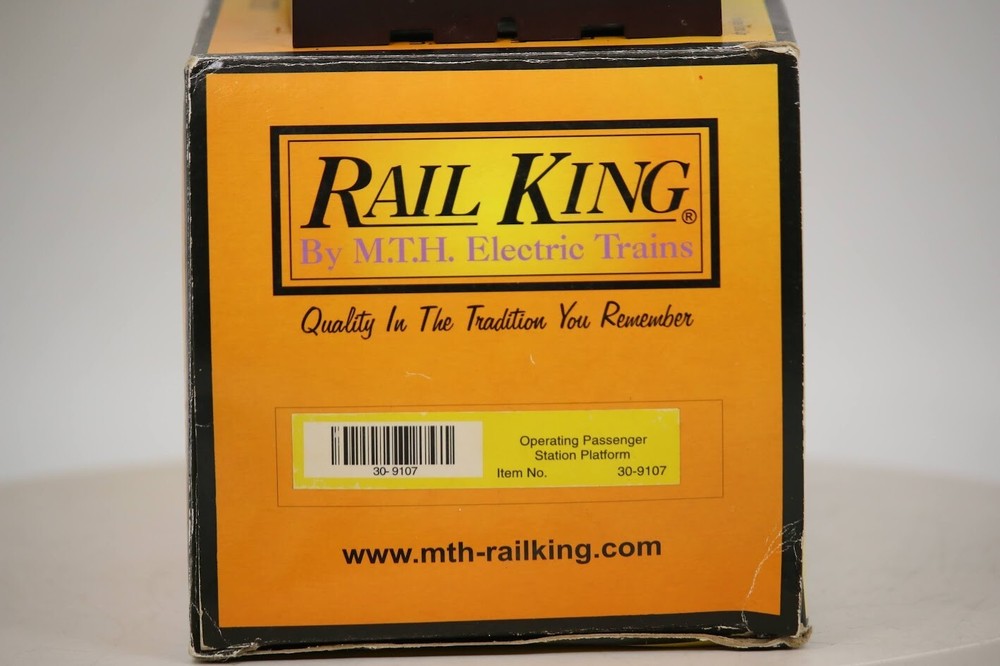 RAIL KING®
By M.T.H. Electric Trains
Quality In The Tradition You Remember
30-9107
Operating Passenger
Station Platform
Item No. 30-9107
www.mth-railking.com